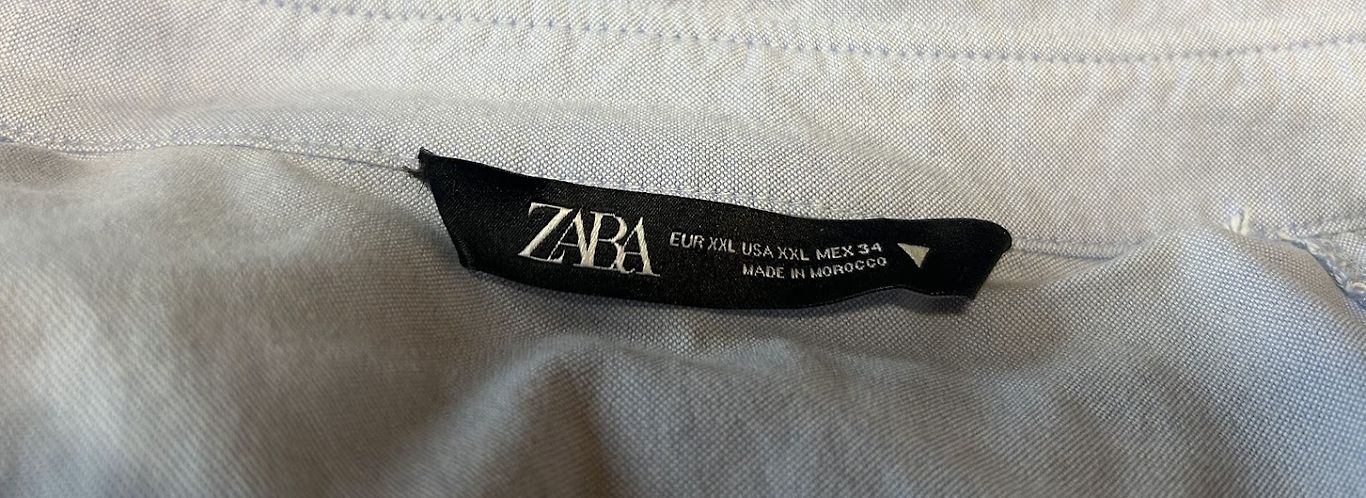 ZARA
EUR XXL USA XXL MEX 34
MADE IN MOROCCO